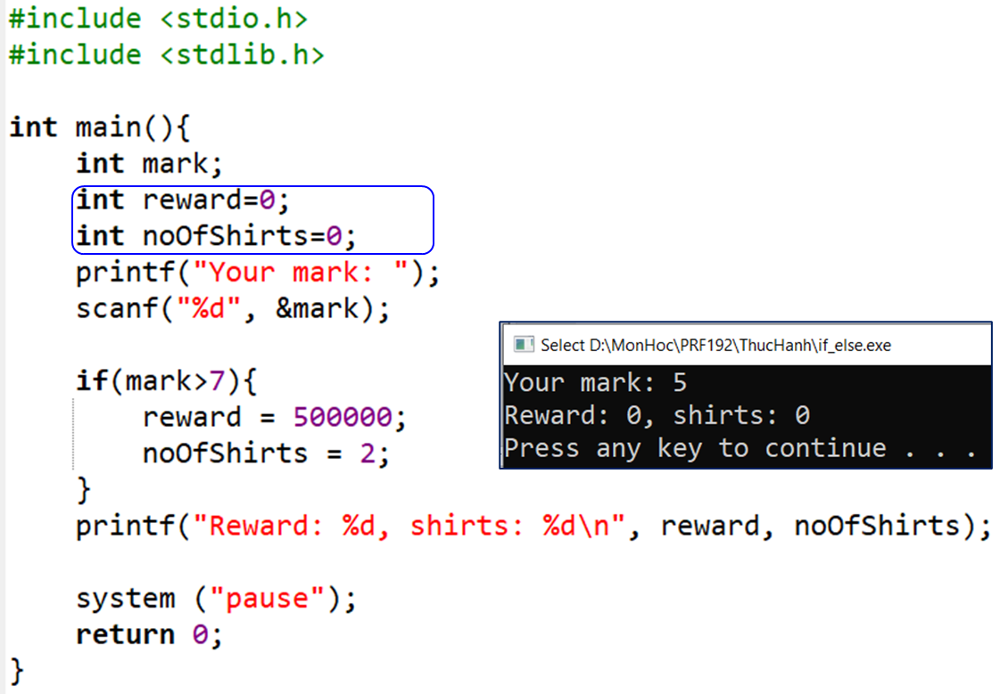 #include <stdio.h>
#include <stdlib.h>

int main(){
    int mark;
    int reward=0;
    int noOfShirts=0;
    printf("Your mark: ");
    scanf("%d", &mark);

    if(mark>7){
        reward = 500000;
        noOfShirts = 2;
    }
    printf("Reward: %d, shirts: %d\n", reward, noOfShirts);

    system ("pause");
    return 0;
}
Select D:\MonHoc\PRF192\ThucHanh\if_else.exe
Your mark: 5
Reward: 0, shirts: 0
Press any key to continue . . .